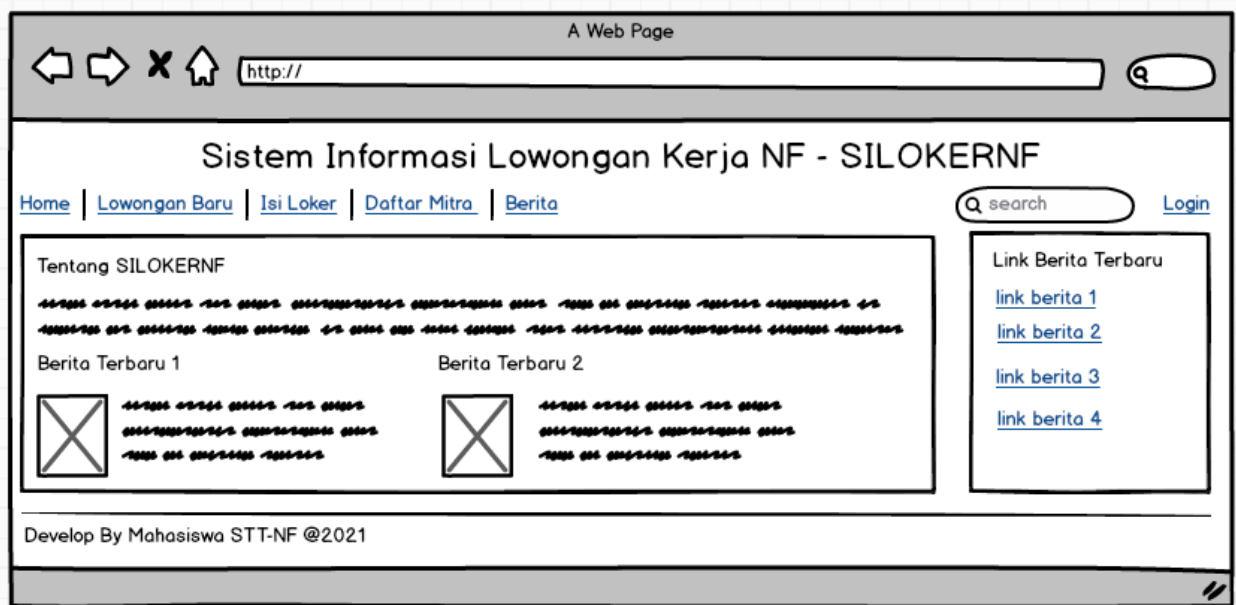 A Web Page
http://
Sistem Informasi Lowongan Kerja NF - SILOKERNF
Home | Lowongan Baru | Isi Loker | Daftar Mitra | Berita search Login
Tentang SILOKERNF
Berita Terbaru 1
Berita Terbaru 2
Link Berita Terbaru
link berita 1
link berita 2
link berita 3
link berita 4
Develop By Mahasiswa STT-NF @2021